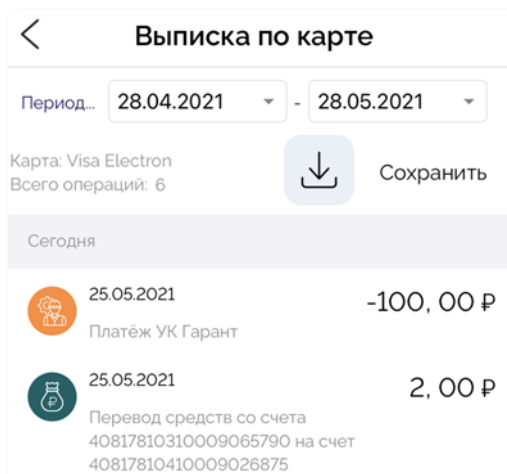 Выписка по карте
Период... 28.04.2021 - 28.05.2021
Карта: Visa Electron
Всего операций: 6
Сохранить
Сегодня
25.05.2021
-100, 00 ₽
Платёж УК Гарант
25.05.2021
2, 00 ₽
Перевод средств со счета
40817810310009065790 на счет
40817810410009026875